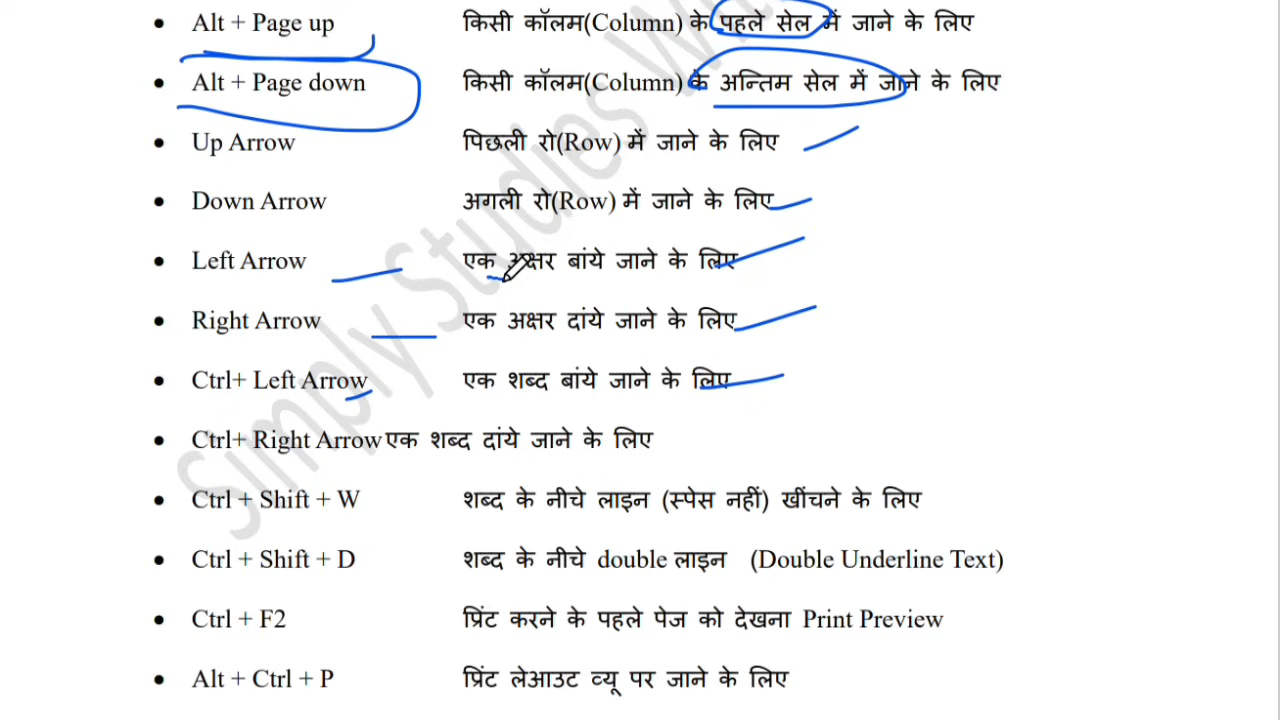 • Alt + Page up किसी कॉलम(Column) के पहले सेल में जाने के लिए
• Alt + Page down किसी कॉलम(Column) के अन्तिम सेल में जाने के लिए
• Up Arrow पिछली रो(Row) में जाने के लिए
• Down Arrow अगली रो(Row) में जाने के लिए
• Left Arrow एक अक्षर बांये जाने के लिए
• Right Arrow एक अक्षर दांये जाने के लिए
• Ctrl+ Left Arrow एक शब्द बांये जाने के लिए
• Ctrl+ Right Arrow एक शब्द दांये जाने के लिए
• Ctrl + Shift + W शब्द के नीचे लाइन (स्पेस नहीं) खींचने के लिए
• Ctrl + Shift + D शब्द के नीचे double लाइन (Double Underline Text)
• Ctrl + F2 प्रिंट करने के पहले पेज को देखना Print Preview
• Alt + Ctrl + P प्रिंट लेआउट व्यू पर जाने के लिए
Simply Studies